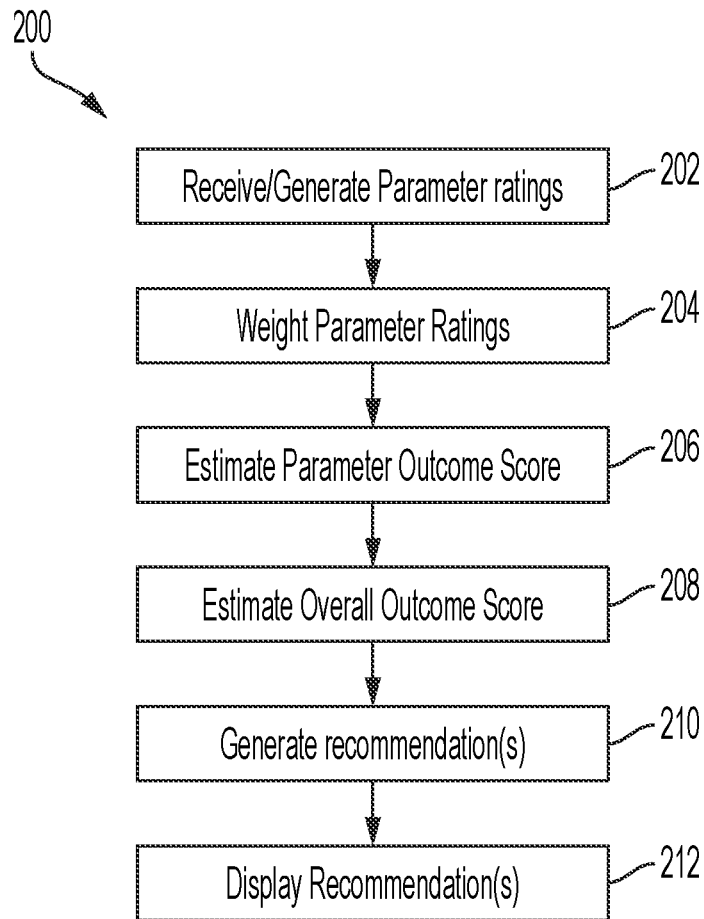 200
Receive/Generate Parameter ratings
202
Weight Parameter Ratings
204
Estimate Parameter Outcome Score
206
Estimate Overall Outcome Score
208
Generate recommendation(s)
210
Display Recommendation(s)
212